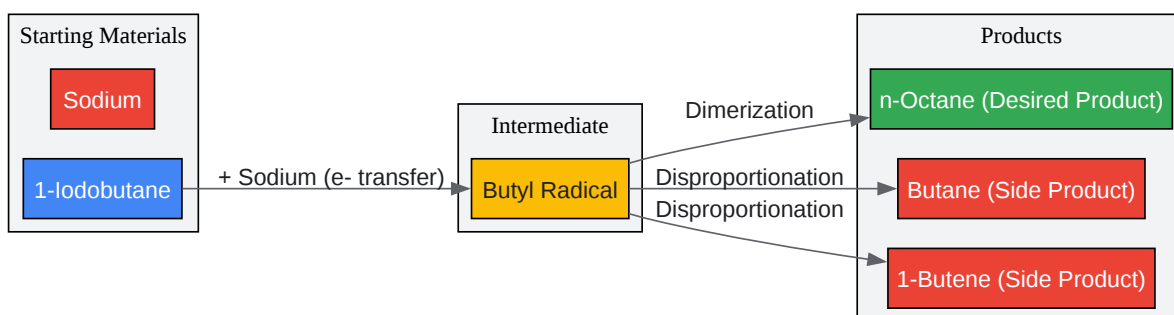 Starting Materials
Sodium
1-Iodobutane
+ Sodium (e- transfer)
Intermediate
Butyl Radical
Dimerization
Disproportionation
Disproportionation
Products
n-Octane (Desired Product)
Butane (Side Product)
1-Butene (Side Product)